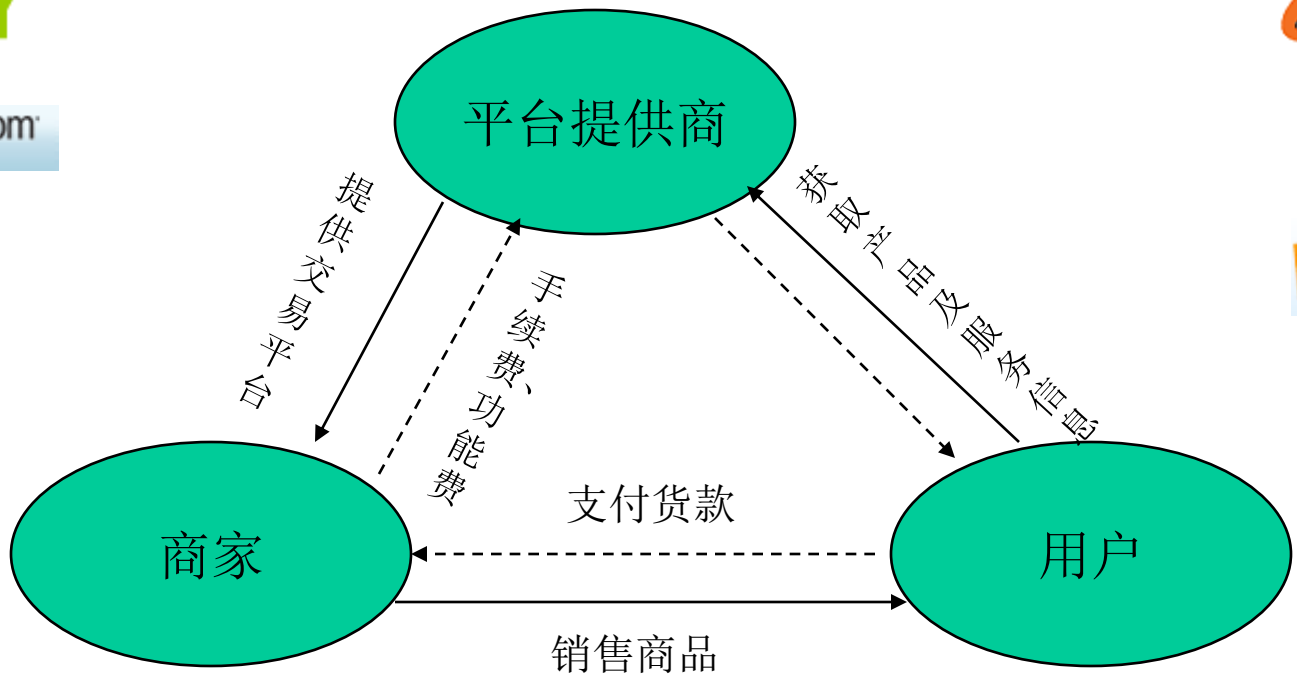 平台提供商
om
提供交易平台
手续费、功能费
获取产品及服务信息
支付货款
商家
用户
销售商品